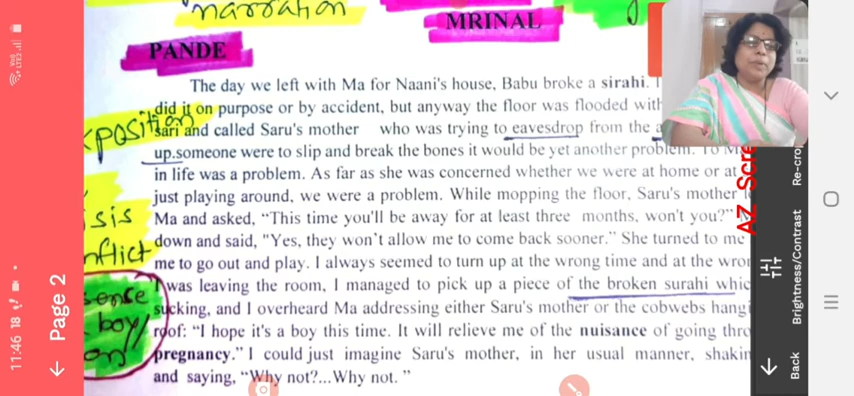 narration
MRINAL
PANDE
The day we left with Ma for Naani's house, Babu broke a sirahi. I
did it on purpose or by accident, but anyway the floor was flooded with
sari and called Saru's mother who was trying to eavesdrop from the
up.someone were to slip and break the bones it would be yet another problem. To M
in life was a problem. As far as she was concerned whether we were at home or at
just playing around, we were a problem. While mopping the floor, Saru's mother
Ma and asked, “This time you'll be away for at least three months, won't you?”
down and said, "Yes, they won't allow me to come back sooner." She turned to me
me to go out and play. I always seemed to turn up at the wrong time and at the wron
I was leaving the room, I managed to pick up a piece of the broken surahi whic
sucking, and I overheard Ma addressing either Saru's mother or the cobwebs hangi
roof: “I hope it's a boy this time. It will relieve me of the nuisance of going thro
pregnancy.” I could just imagine Saru's mother, in her usual manner, shakin
and saying, “Why not?...Why not. ”
xposition
sis
nflict
sence
boy/
on
11:46
18
Page 2
AZ Scre
Re-cro
Brightness/Contrast
Back